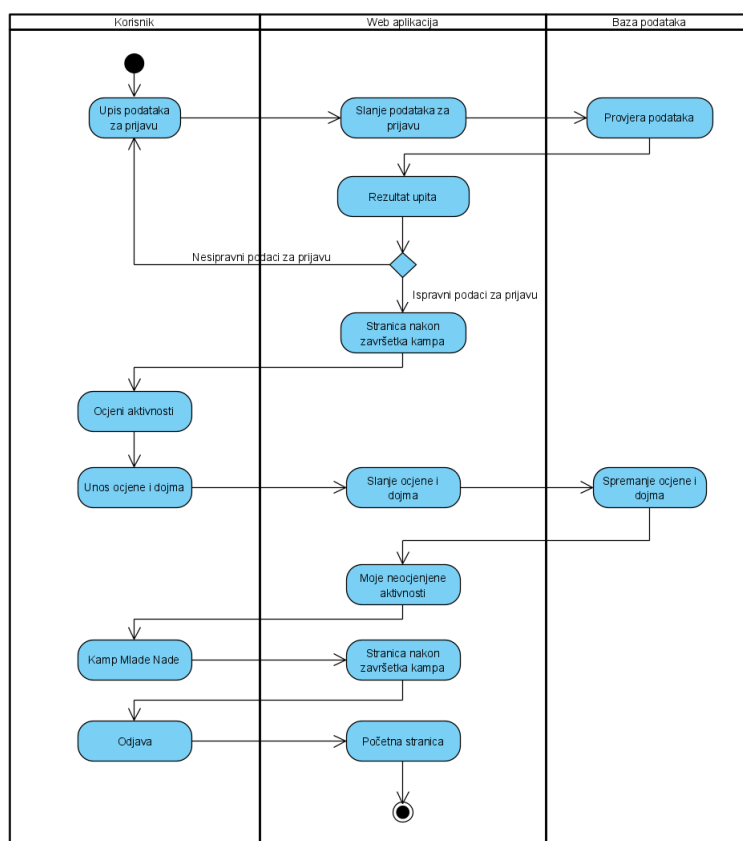 Korisnik
Web aplikacija
Baza podataka
Upis podataka
za prijavu
Slanje podataka za
prijavu
Provjera podataka
Rezultat upita
Nesipravni podaci za prijavu
Ispravni podaci za prijavu
Stranica nakon
završetka kampa
Ocjeni aktivnosti
Unos ocjene i dojma
Slanje ocjene i
dojma
Spremanje ocjene i
dojma
Moje neocjenjene
aktivnosti
Kamp Mlade Nade
Stranica nakon
završetka kampa
Odjava
Početna stranica